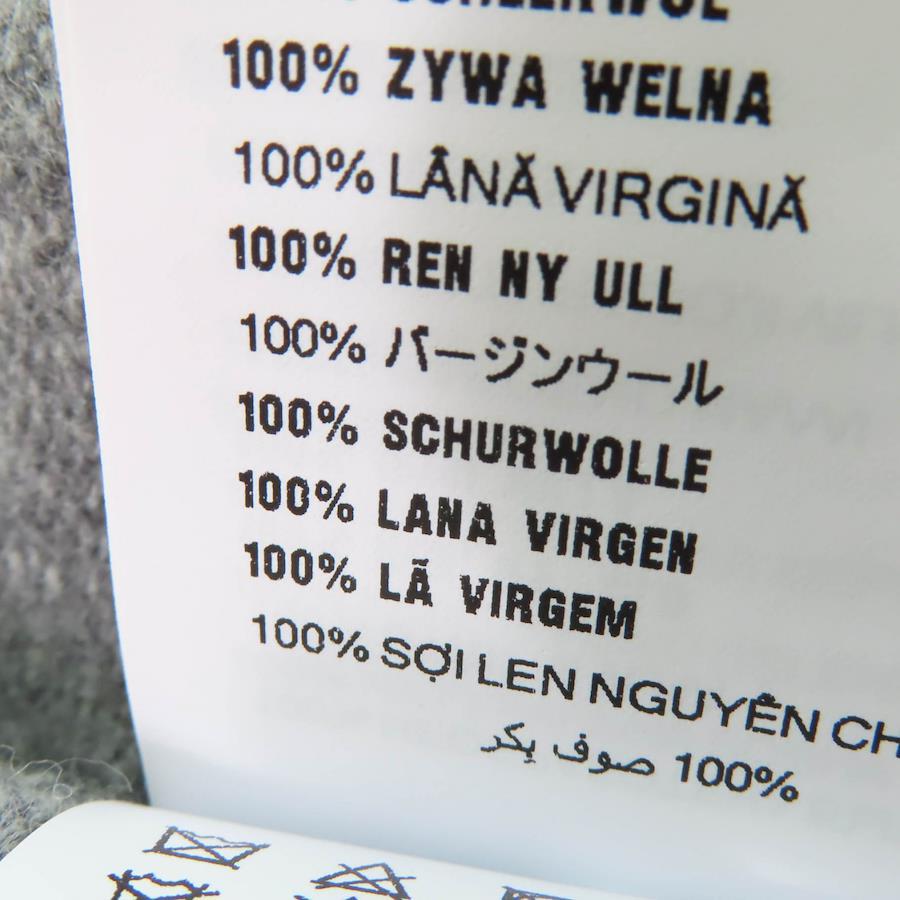 100% ZYWA WELNA
100% LÂNĂ VIRGINĂ
100% REN NY ULL
100% バージンウール
100% SCHURWOLLE
100% LANA VIRGEN
100% LÃ VIRGEM
100% SỢI LEN NGUYÊN CH
100% صوف بكر